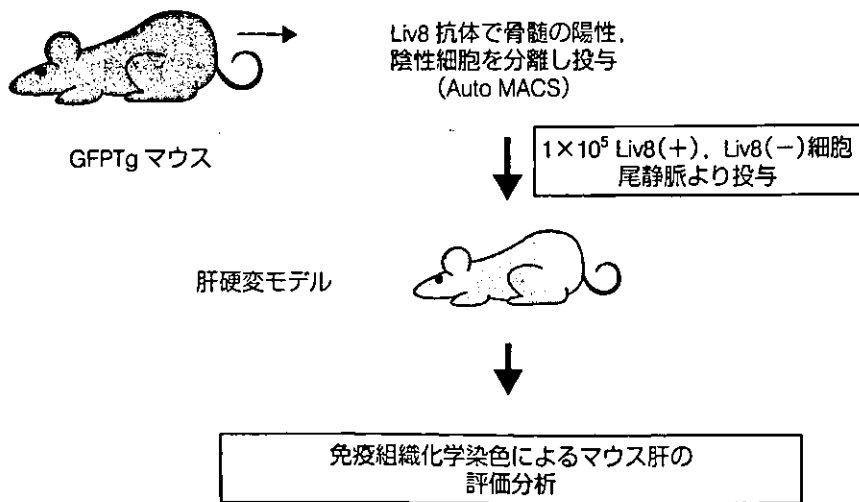 Liv8 抗体で骨髄の陽性,
陰性細胞を分離し投与
(Auto MACS)
GFPTg マウス
1×10⁵ Liv8(+), Liv8(−)細胞
尾静脈より投与
肝硬変モデル
免疫組織化学染色によるマウス肝の
評価分析